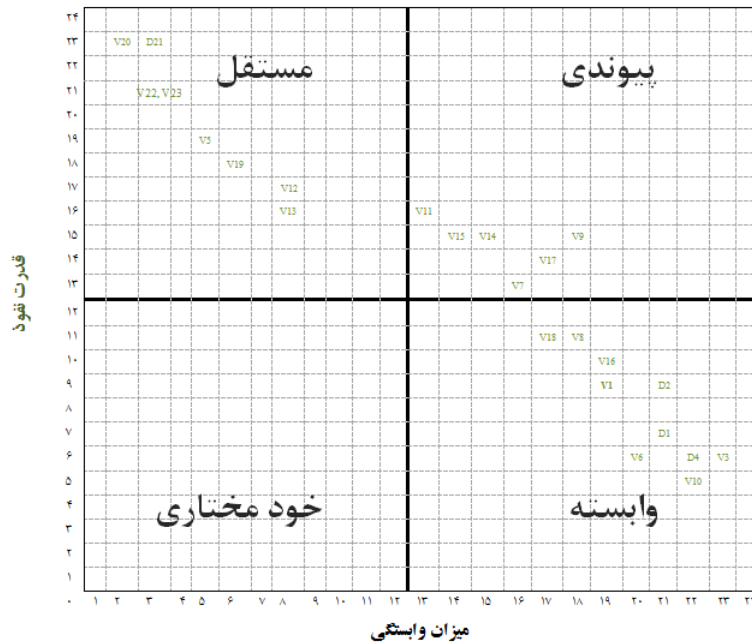 ۲۴
۲۳ V20 D21
۲۲ مستقل پیوندی
۲۱ V22, V23
۲۰
۱۹ V5
۱۸ V19
۱۷ V12
۱۶ V13 V11
۱۵ V15 V14 V9
۱۴ V17
۱۳ V7
قدرت نفوذ
۱۲
۱۱ V18 V8
۱۰ V16
۹ V1 D2
۸
۷ D1
۶ V6 D4 V3
۵ V10
۴ خود مختاری وابسته
۳
۲
۱
۰ ۱ ۲ ۳ ۴ ۵ ۶ ۷ ۸ ۹ ۱۰ ۱۱ ۱۲ ۱۳ ۱۴ ۱۵ ۱۶ ۱۷ ۱۸ ۱۹ ۲۰ ۲۱ ۲۲ ۲۳
میزان وابستگی